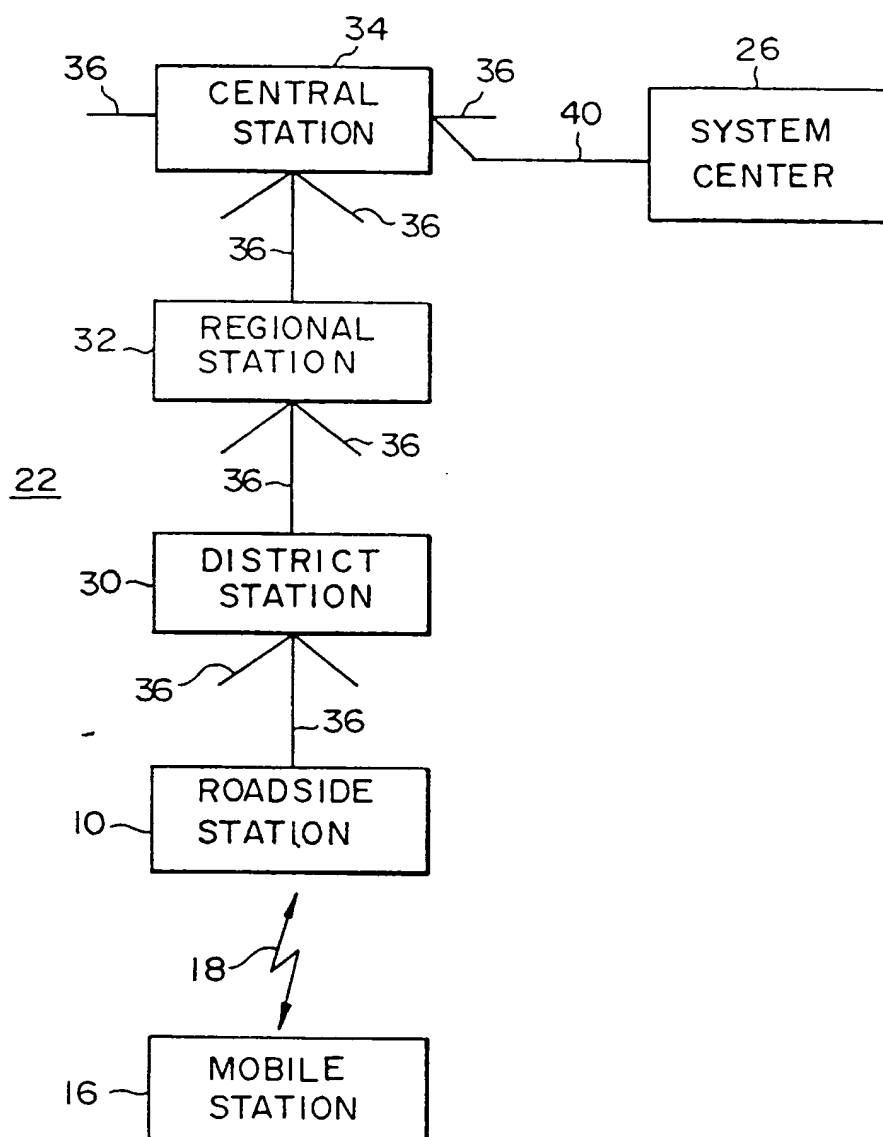 34
36
CENTRAL
STATION
36
26
40
SYSTEM
CENTER
36
36
32
REGIONAL
STATION
36
22
36
30
DISTRICT
STATION
36
36
10
ROADSIDE
STATION
18
16
MOBILE
STATION